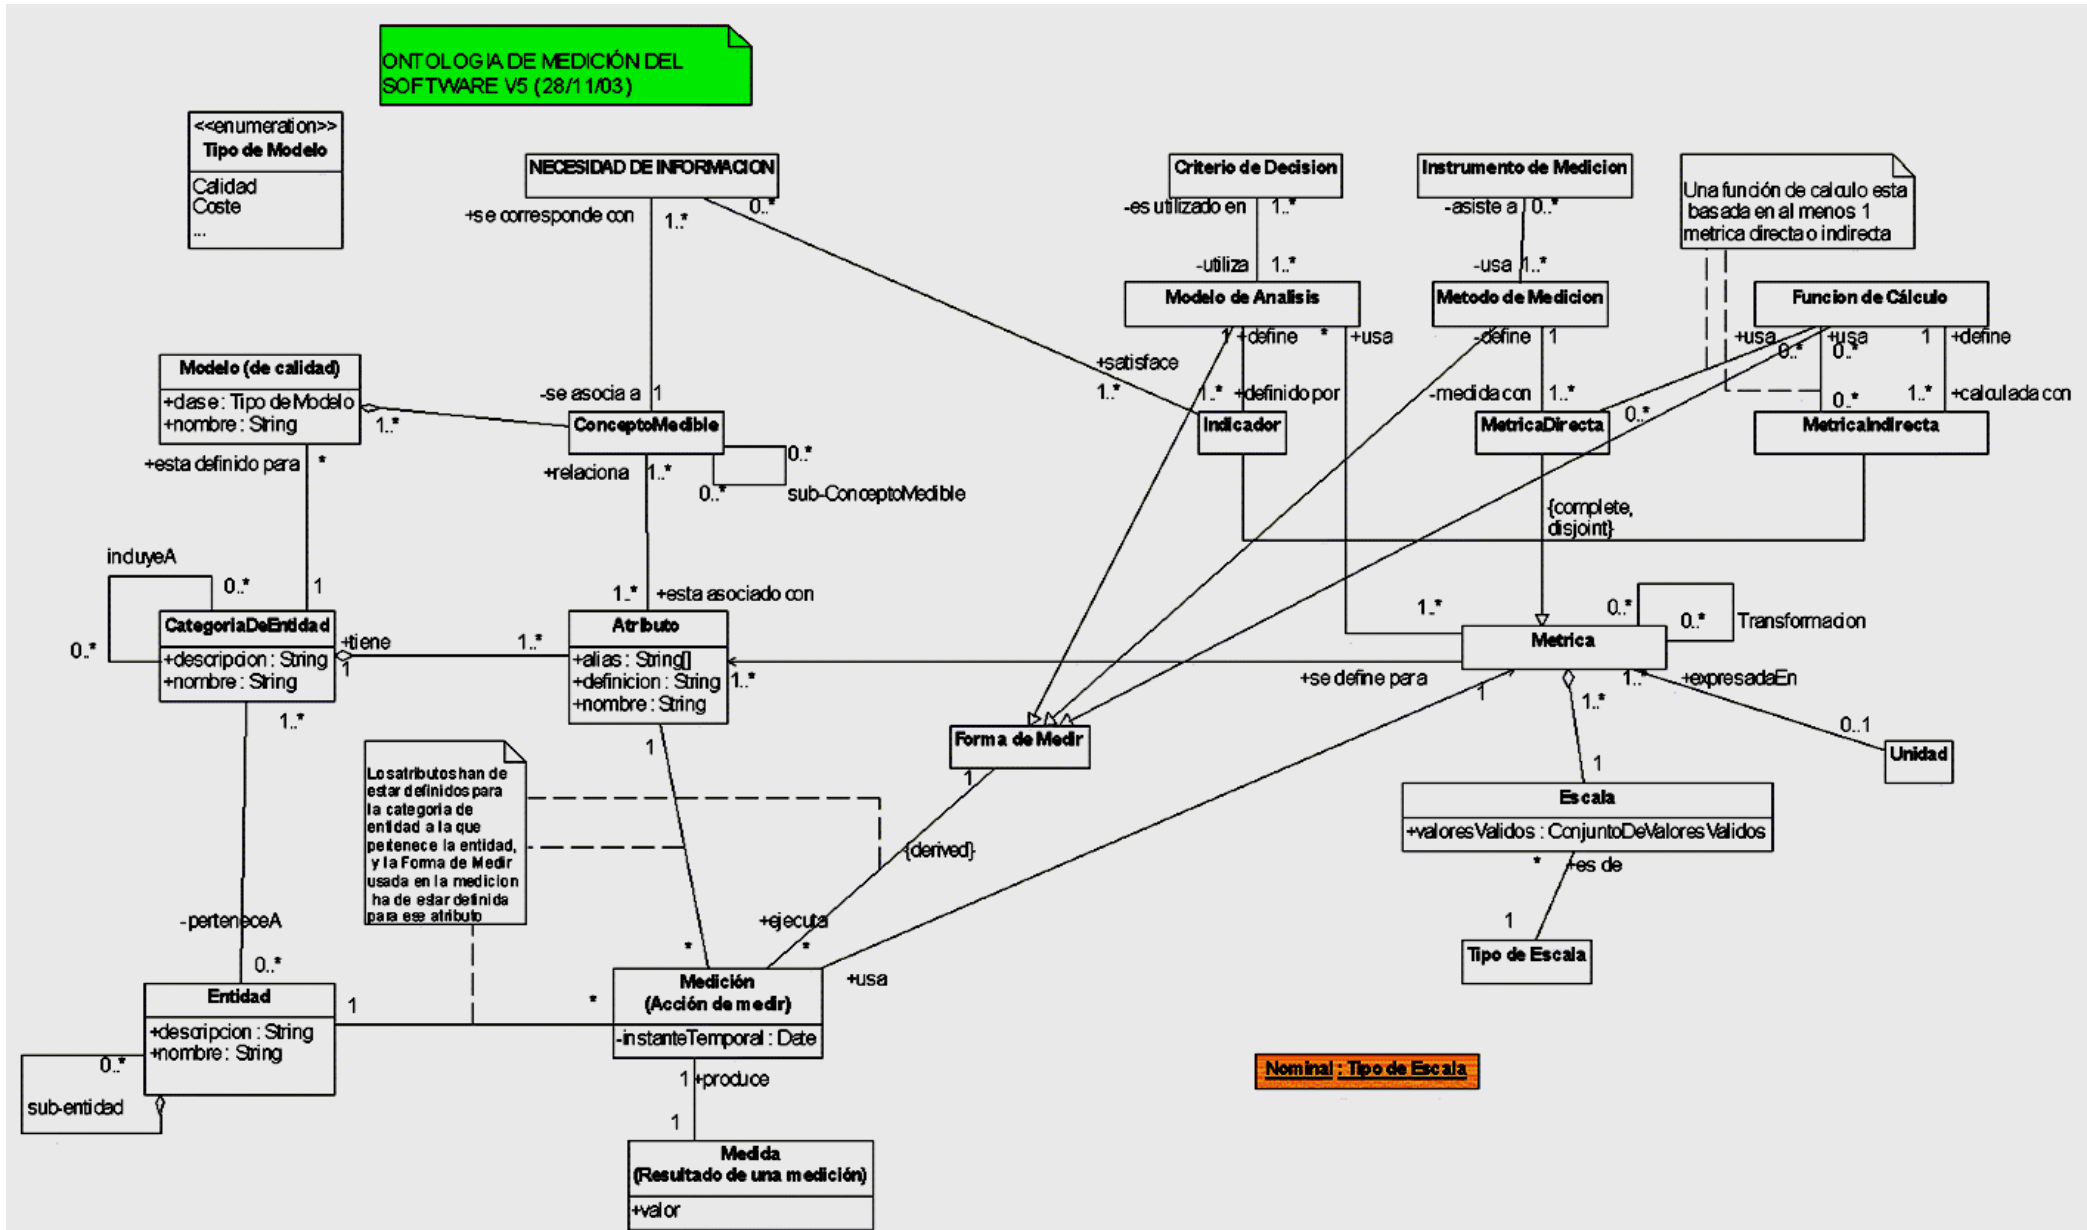 ONTOLOGIA DE MEDICIÓN DEL
SOFTWARE V5 (28/11/03)
<<enumeration>>
Tipo de Modelo
Calidad
Coste
...
NECESIDAD DE INFORMACION
+se corresponde con
1..*
0..*
Criterio de Decision
-es utilizado en
1..*
-utiliza
1..*
Instrumento de Medicion
-asiste a
0..*
-usa
1..*
Una función de calculo esta
basada en al menos 1
metrica directa o indirecta
Modelo de Analisis
1
+define
*
+usa
Metodo de Medicion
-define
1
Funcion de Cálculo
+usa
0..*
+usa
0..*
1
+define
+satisface
1..*
1..*
+definido por
-medida con
1..*
0..*
0..*
1..*
+calculada con
Modelo (de calidad)
+clase : Tipo de Modelo
+nombre : String
1..*
-se asocia a
1
ConceptoMedible
0..*
0..*
sub-ConceptoMedible
Indicador
MetricaDirecta
MetricaIndirecta
+esta definido para
*
+relaciona
1..*
{complete,
disjoint}
incluyeA
0..*
0..*
1
1..*
+esta asociado con
CategoriaDeEntidad
+descripcion : String
+nombre : String
+tiene
1
1..*
Atributo
+alias : String[]
+definicion : String
+nombre : String
1..*
1..*
0..*
0..*
Transformacion
Metrica
+se define para
1
1..*
1..*
+expresadaEn
0..1
Unidad
1..*
1
Forma de Medir
1
1
Escala
+valoresValidos : ConjuntoDeValoresValidos
*
+es de
1
Tipo de Escala
Los atributos han de
estar definidos para
la categoria de
entidad a la que
pertenece la entidad,
y la Forma de Medir
usada en la medicion
ha de estar definida
para ese atributo
{derived}
-perteneceA
0..*
+ejecuta
*
*
+usa
Entidad
+descripcion : String
+nombre : String
1
*
0..*
sub-entidad
Medición
(Acción de medir)
-instanteTemporal : Date
1
+produce
1
Nominal : Tipo de Escala
Medida
(Resultado de una medición)
+valor